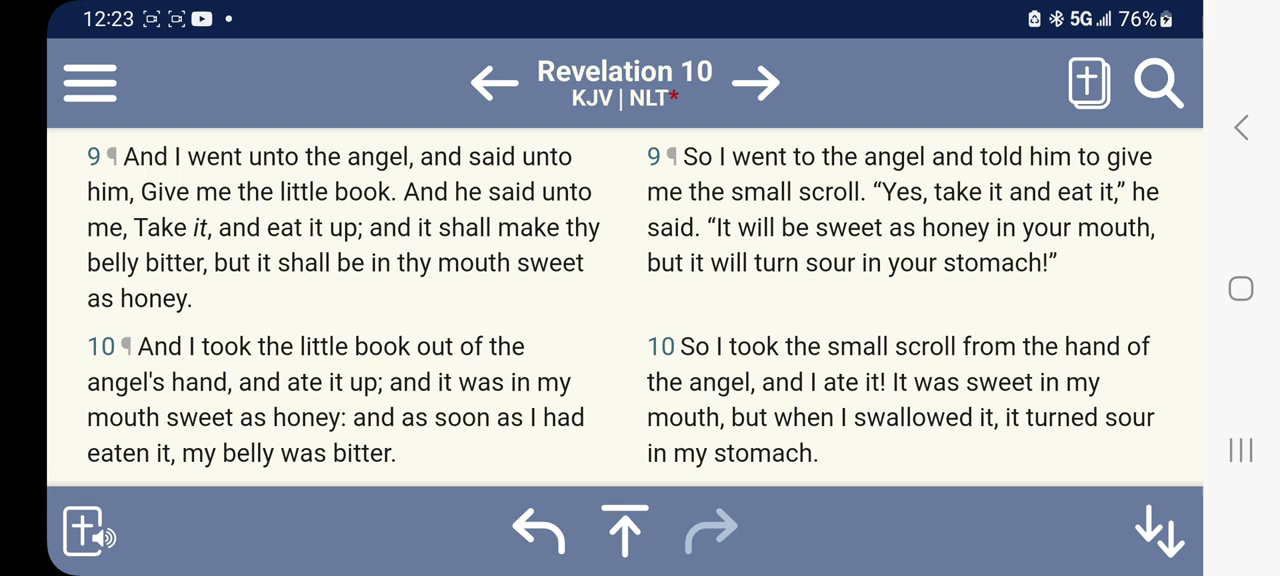 12:23
5G 76%
Revelation 10
KJV | NLT*
9 ¶ And I went unto the angel, and said unto
him, Give me the little book. And he said unto
me, Take it, and eat it up; and it shall make thy
belly bitter, but it shall be in thy mouth sweet
as honey.
10 ¶ And I took the little book out of the
angel's hand, and ate it up; and it was in my
mouth sweet as honey: and as soon as I had
eaten it, my belly was bitter.
9 ¶ So I went to the angel and told him to give
me the small scroll. “Yes, take it and eat it,” he
said. “It will be sweet as honey in your mouth,
but it will turn sour in your stomach!”
10 So I took the small scroll from the hand of
the angel, and I ate it! It was sweet in my
mouth, but when I swallowed it, it turned sour
in my stomach.